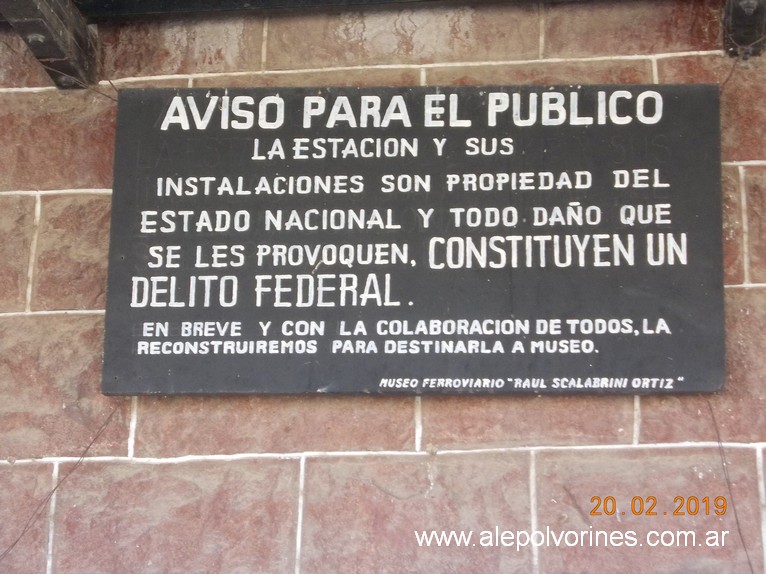 AVISO PARA EL PUBLICO
LA ESTACION Y SUS
INSTALACIONES SON PROPIEDAD DEL
ESTADO NACIONAL Y TODO DAÑO QUE
SE LES PROVOQUEN, CONSTITUYEN UN
DELITO FEDERAL.
EN BREVE Y CON LA COLABORACION DE TODOS, LA
RECONSTRUIREMOS PARA DESTINARLA A MUSEO.
MUSEO FERROVIARIO "RAUL SCALABRINI ORTIZ"
20.02.2019
www.alepolvorines.com.ar